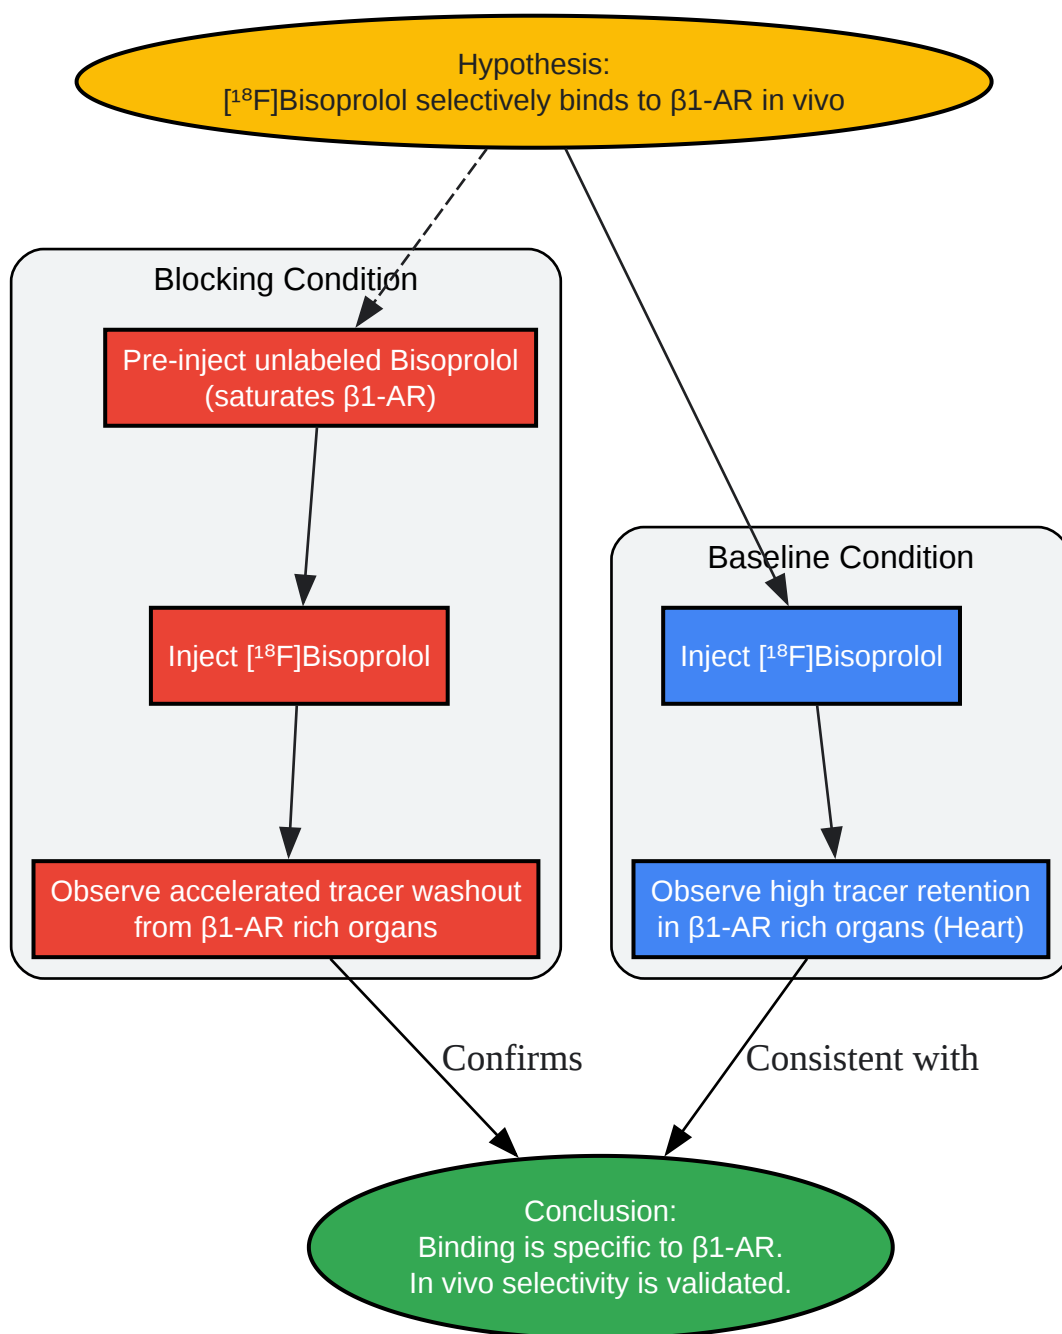 Hypothesis:
[¹⁸F]Bisoprolol selectively binds to β1-AR in vivo
Blocking Condition
Pre-inject unlabeled Bisoprolol
(saturates β1-AR)
Baseline Condition
Inject [¹⁸F]Bisoprolol
Inject [¹⁸F]Bisoprolol
Observe accelerated tracer washout
from β1-AR rich organs
Observe high tracer retention
in β1-AR rich organs (Heart)
Confirms
Consistent with
Conclusion:
Binding is specific to β1-AR.
In vivo selectivity is validated.